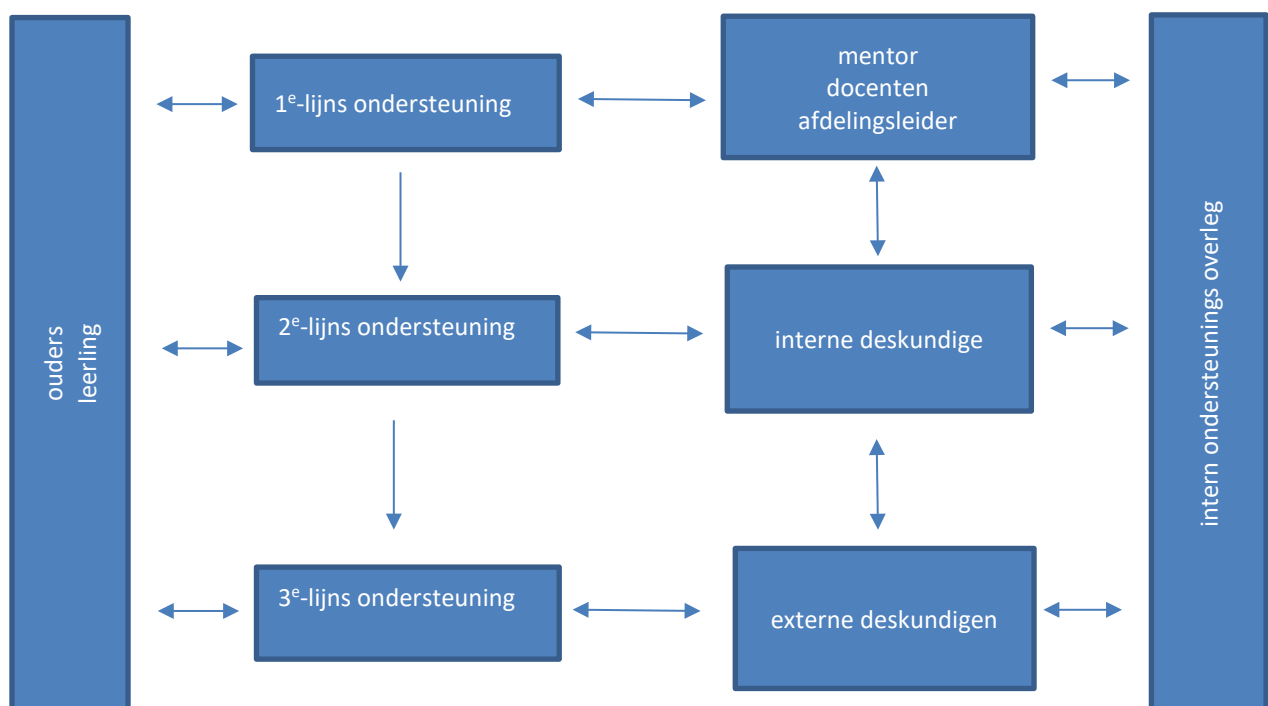 ouders
leerling
1e-lijns ondersteuning
mentor
docenten
afdelingsleider
2e-lijns ondersteuning
interne deskundige
3e-lijns ondersteuning
externe deskundigen
intern ondersteunings overleg